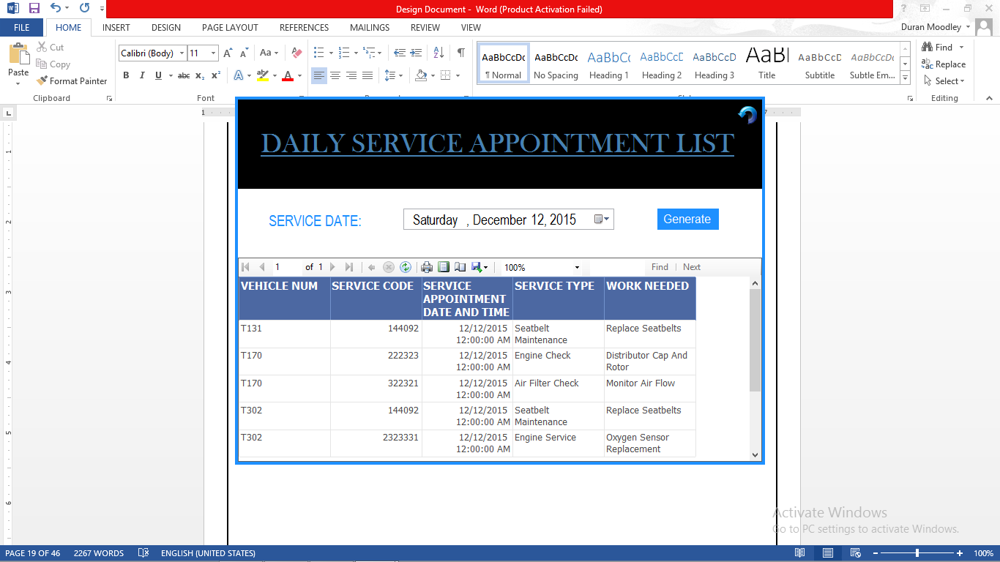 Design Document - Word (Product Activation Failed)
FILE HOME INSERT DESIGN PAGE LAYOUT REFERENCES MAILINGS REVIEW VIEW Duran Moodley
Paste
Cut
Copy
Format Painter
Clipboard
Calibri (Body) 11
Font
AaBbCcDc AaBbCcDc AaBbCc AaBbCcD AaBbCcD AaBl AaBbCcD AaBbCcDc
¶ Normal No Spacing Heading 1 Heading 2 Heading 3 Title Subtitle Subtle Em...
Find
Replace
Select
Editing
DAILY SERVICE APPOINTMENT LIST
SERVICE DATE: Saturday , December 12, 2015 Generate
1 of 1 100% Find Next
VEHICLE NUM SERVICE CODE SERVICE APPOINTMENT DATE AND TIME SERVICE TYPE WORK NEEDED
T131 144092 12/12/2015 12:00:00 AM Seatbelt Maintenance Replace Seatbelts
T170 222323 12/12/2015 12:00:00 AM Engine Check Distributor Cap And Rotor
T170 322321 12/12/2015 12:00:00 AM Air Filter Check Monitor Air Flow
T302 144092 12/12/2015 12:00:00 AM Seatbelt Maintenance Replace Seatbelts
T302 2323331 12/12/2015 12:00:00 AM Engine Service Oxygen Sensor Replacement
Activate Windows
Go to PC settings to activate Windows.
PAGE 19 OF 46 2267 WORDS ENGLISH (UNITED STATES) 100%